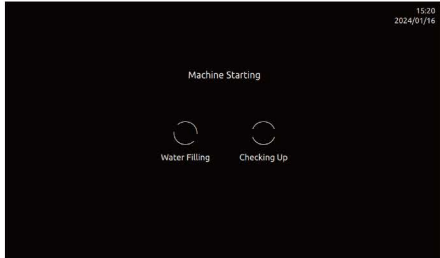 15:20
2024/01/16
Machine Starting
Water Filling
Checking Up